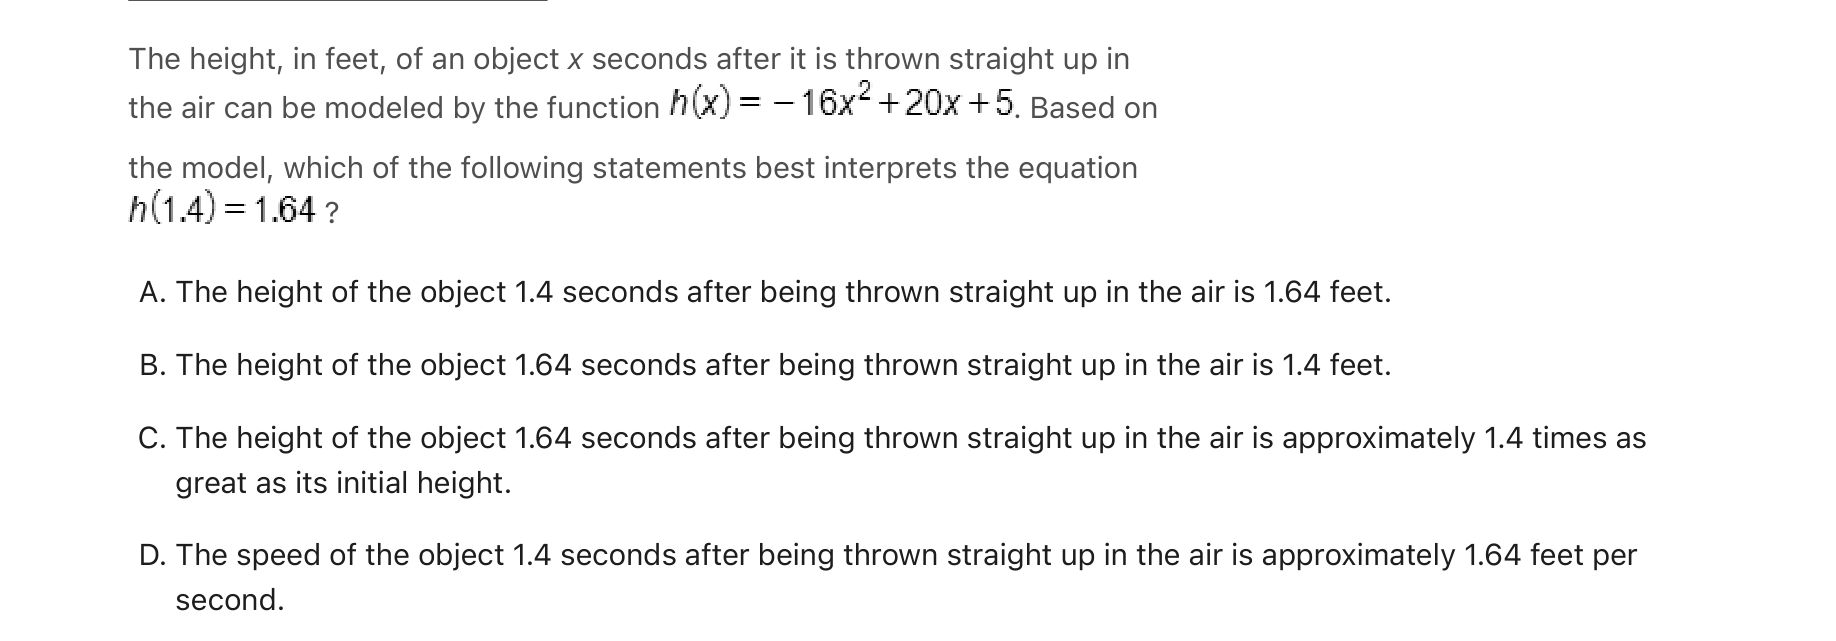 The height, in feet, of an object x seconds after it is thrown straight up in
the air can be modeled by the function h(x) = − 16x² + 20x + 5. Based on
the model, which of the following statements best interprets the equation
h(1.4) = 1.64 ?
A. The height of the object 1.4 seconds after being thrown straight up in the air is 1.64 feet.
B. The height of the object 1.64 seconds after being thrown straight up in the air is 1.4 feet.
C. The height of the object 1.64 seconds after being thrown straight up in the air is approximately 1.4 times as
great as its initial height.
D. The speed of the object 1.4 seconds after being thrown straight up in the air is approximately 1.64 feet per
second.